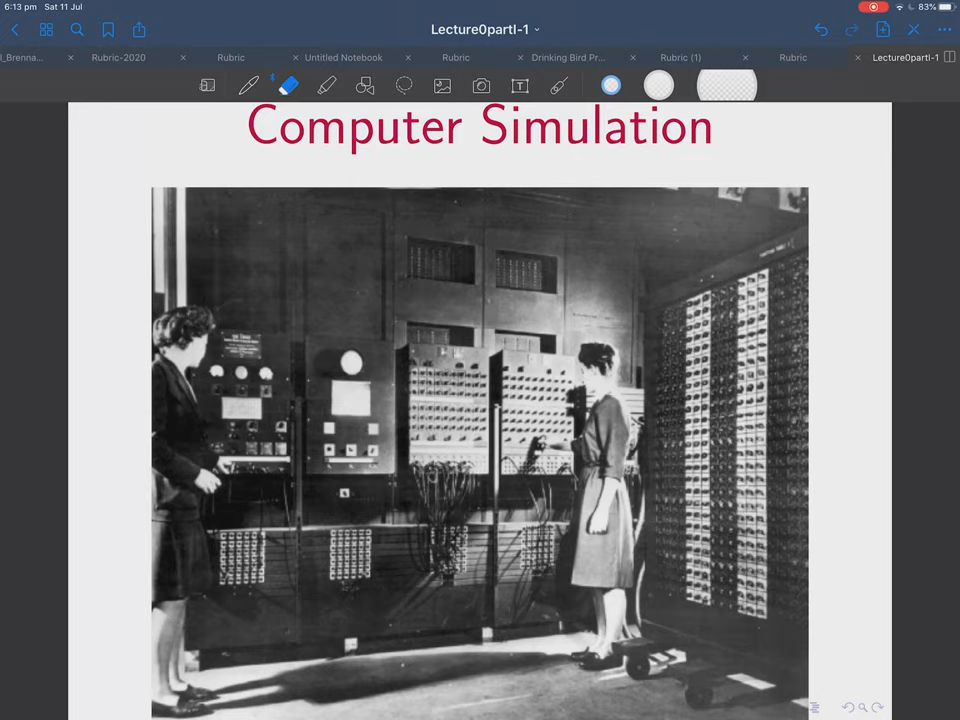 6:13 pm Sat 11 Jul
83%
Lecture0partI-1
I_Brenna...
Rubric-2020
Rubric
Untitled Notebook
Rubric
Drinking Bird Pr...
Rubric (1)
Rubric
Lecture0partI-1
Computer Simulation